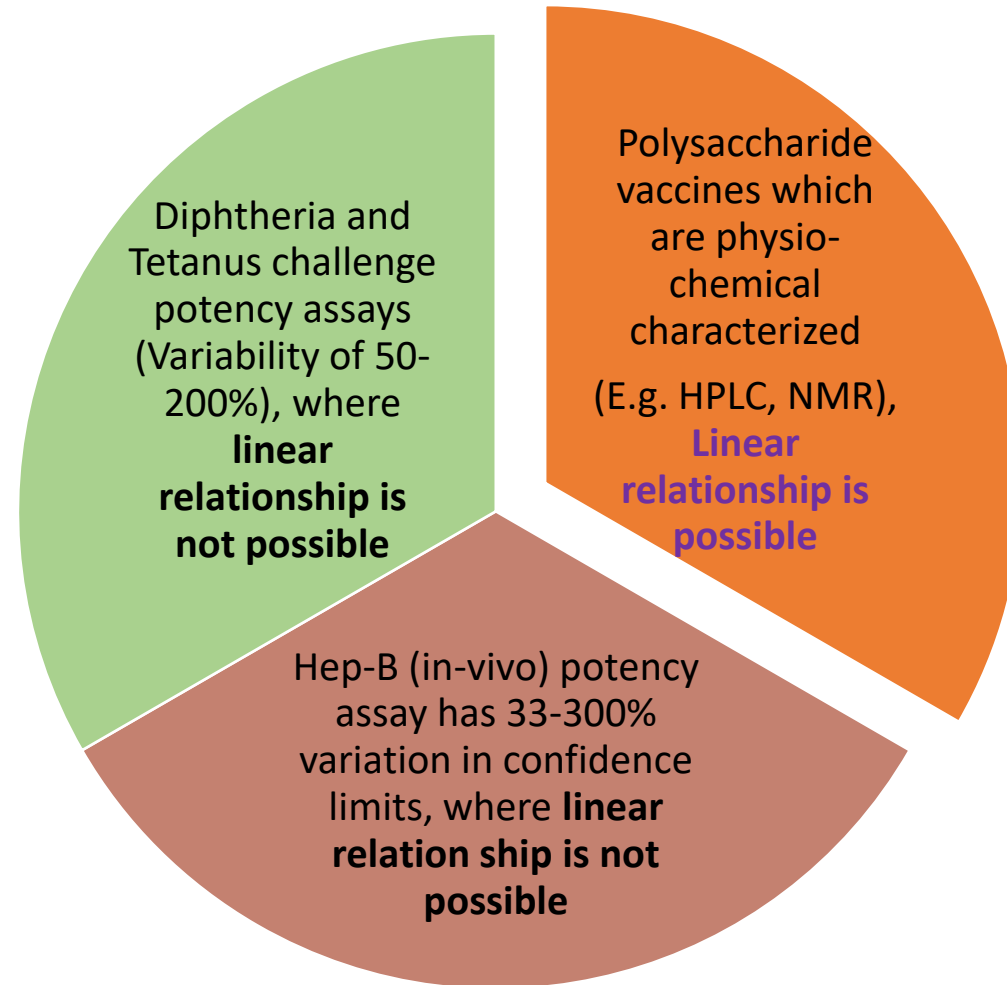 Diphtheria and
Tetanus challenge
potency assays
(Variability of 50-
200%), where
linear
relationship is
not possible
Polysaccharide
vaccines which
are physio-
chemical
characterized
(E.g. HPLC, NMR),
Linear
relationship is
possible
Hep-B (in-vivo) potency
assay has 33-300%
variation in confidence
limits, where linear
relation ship is not
possible